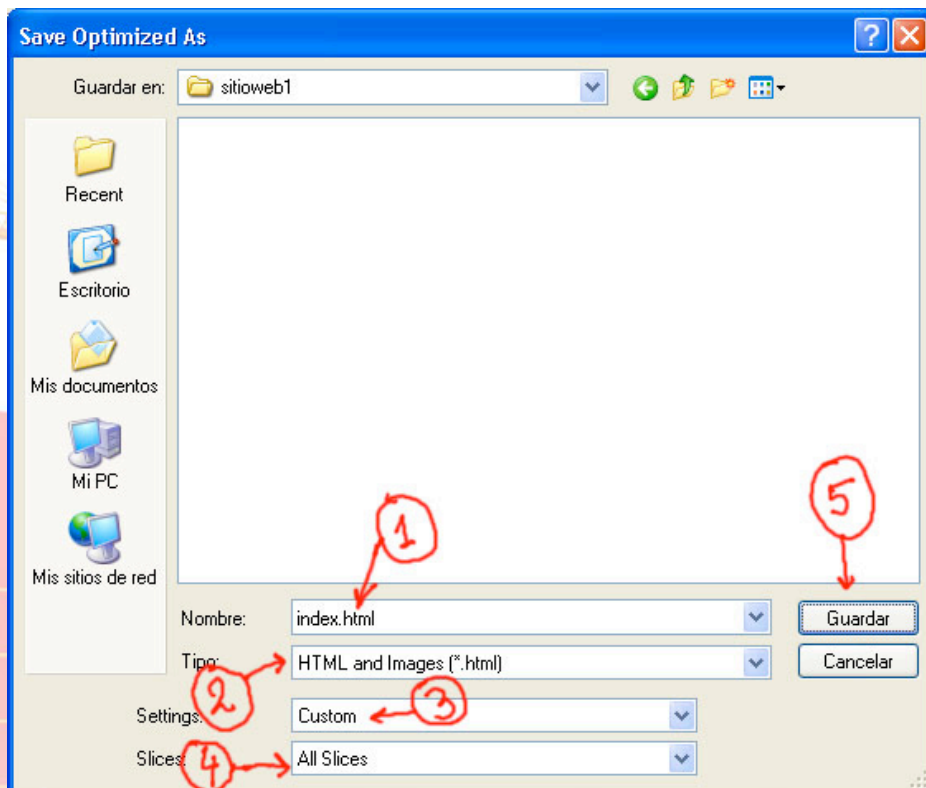 Save Optimized As
Guardar en: sitioweb1
Recent
Escritorio
Mis documentos
Mi PC
Mis sitios de red
1
5
Nombre: index.html Guardar
Tipo: HTML and Images (*.html) Cancelar
2
Settings: Custom 3
Slices: 4 All Slices